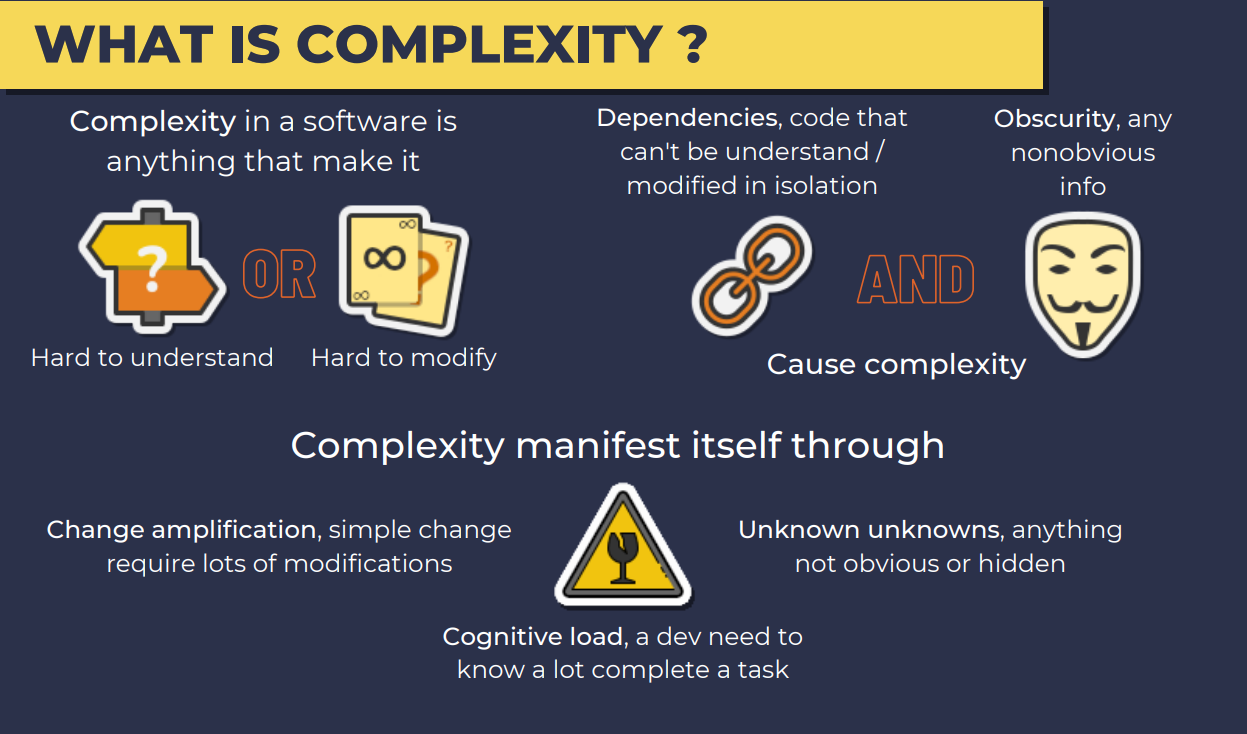 WHAT IS COMPLEXITY ?
Complexity in a software is
anything that make it
OR
Hard to understand
Hard to modify
Dependencies, code that
can't be understand /
modified in isolation
AND
Obscurity, any
nonobvious
info
Cause complexity
Complexity manifest itself through
Change amplification, simple change
require lots of modifications
Unknown unknowns, anything
not obvious or hidden
Cognitive load, a dev need to
know a lot complete a task